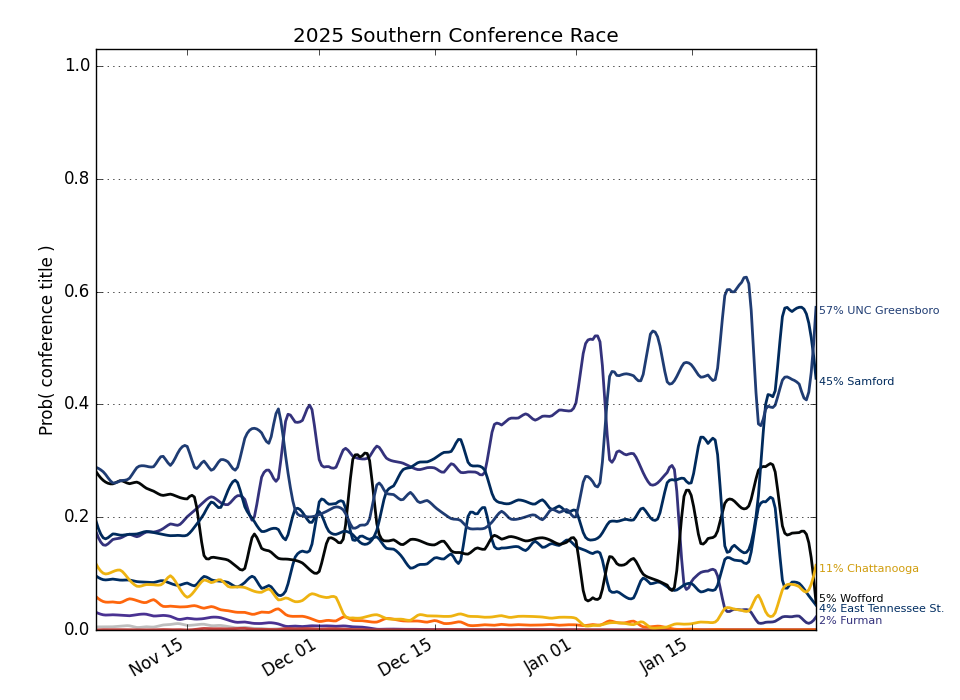 2025 Southern Conference Race
Prob( conference title )
1.0
0.8
0.6
0.4
0.2
0.0
57% UNC Greensboro
45% Samford
11% Chattanooga
5% Wofford
4% East Tennessee St.
2% Furman
Nov 15
Dec 01
Dec 15
Jan 01
Jan 15